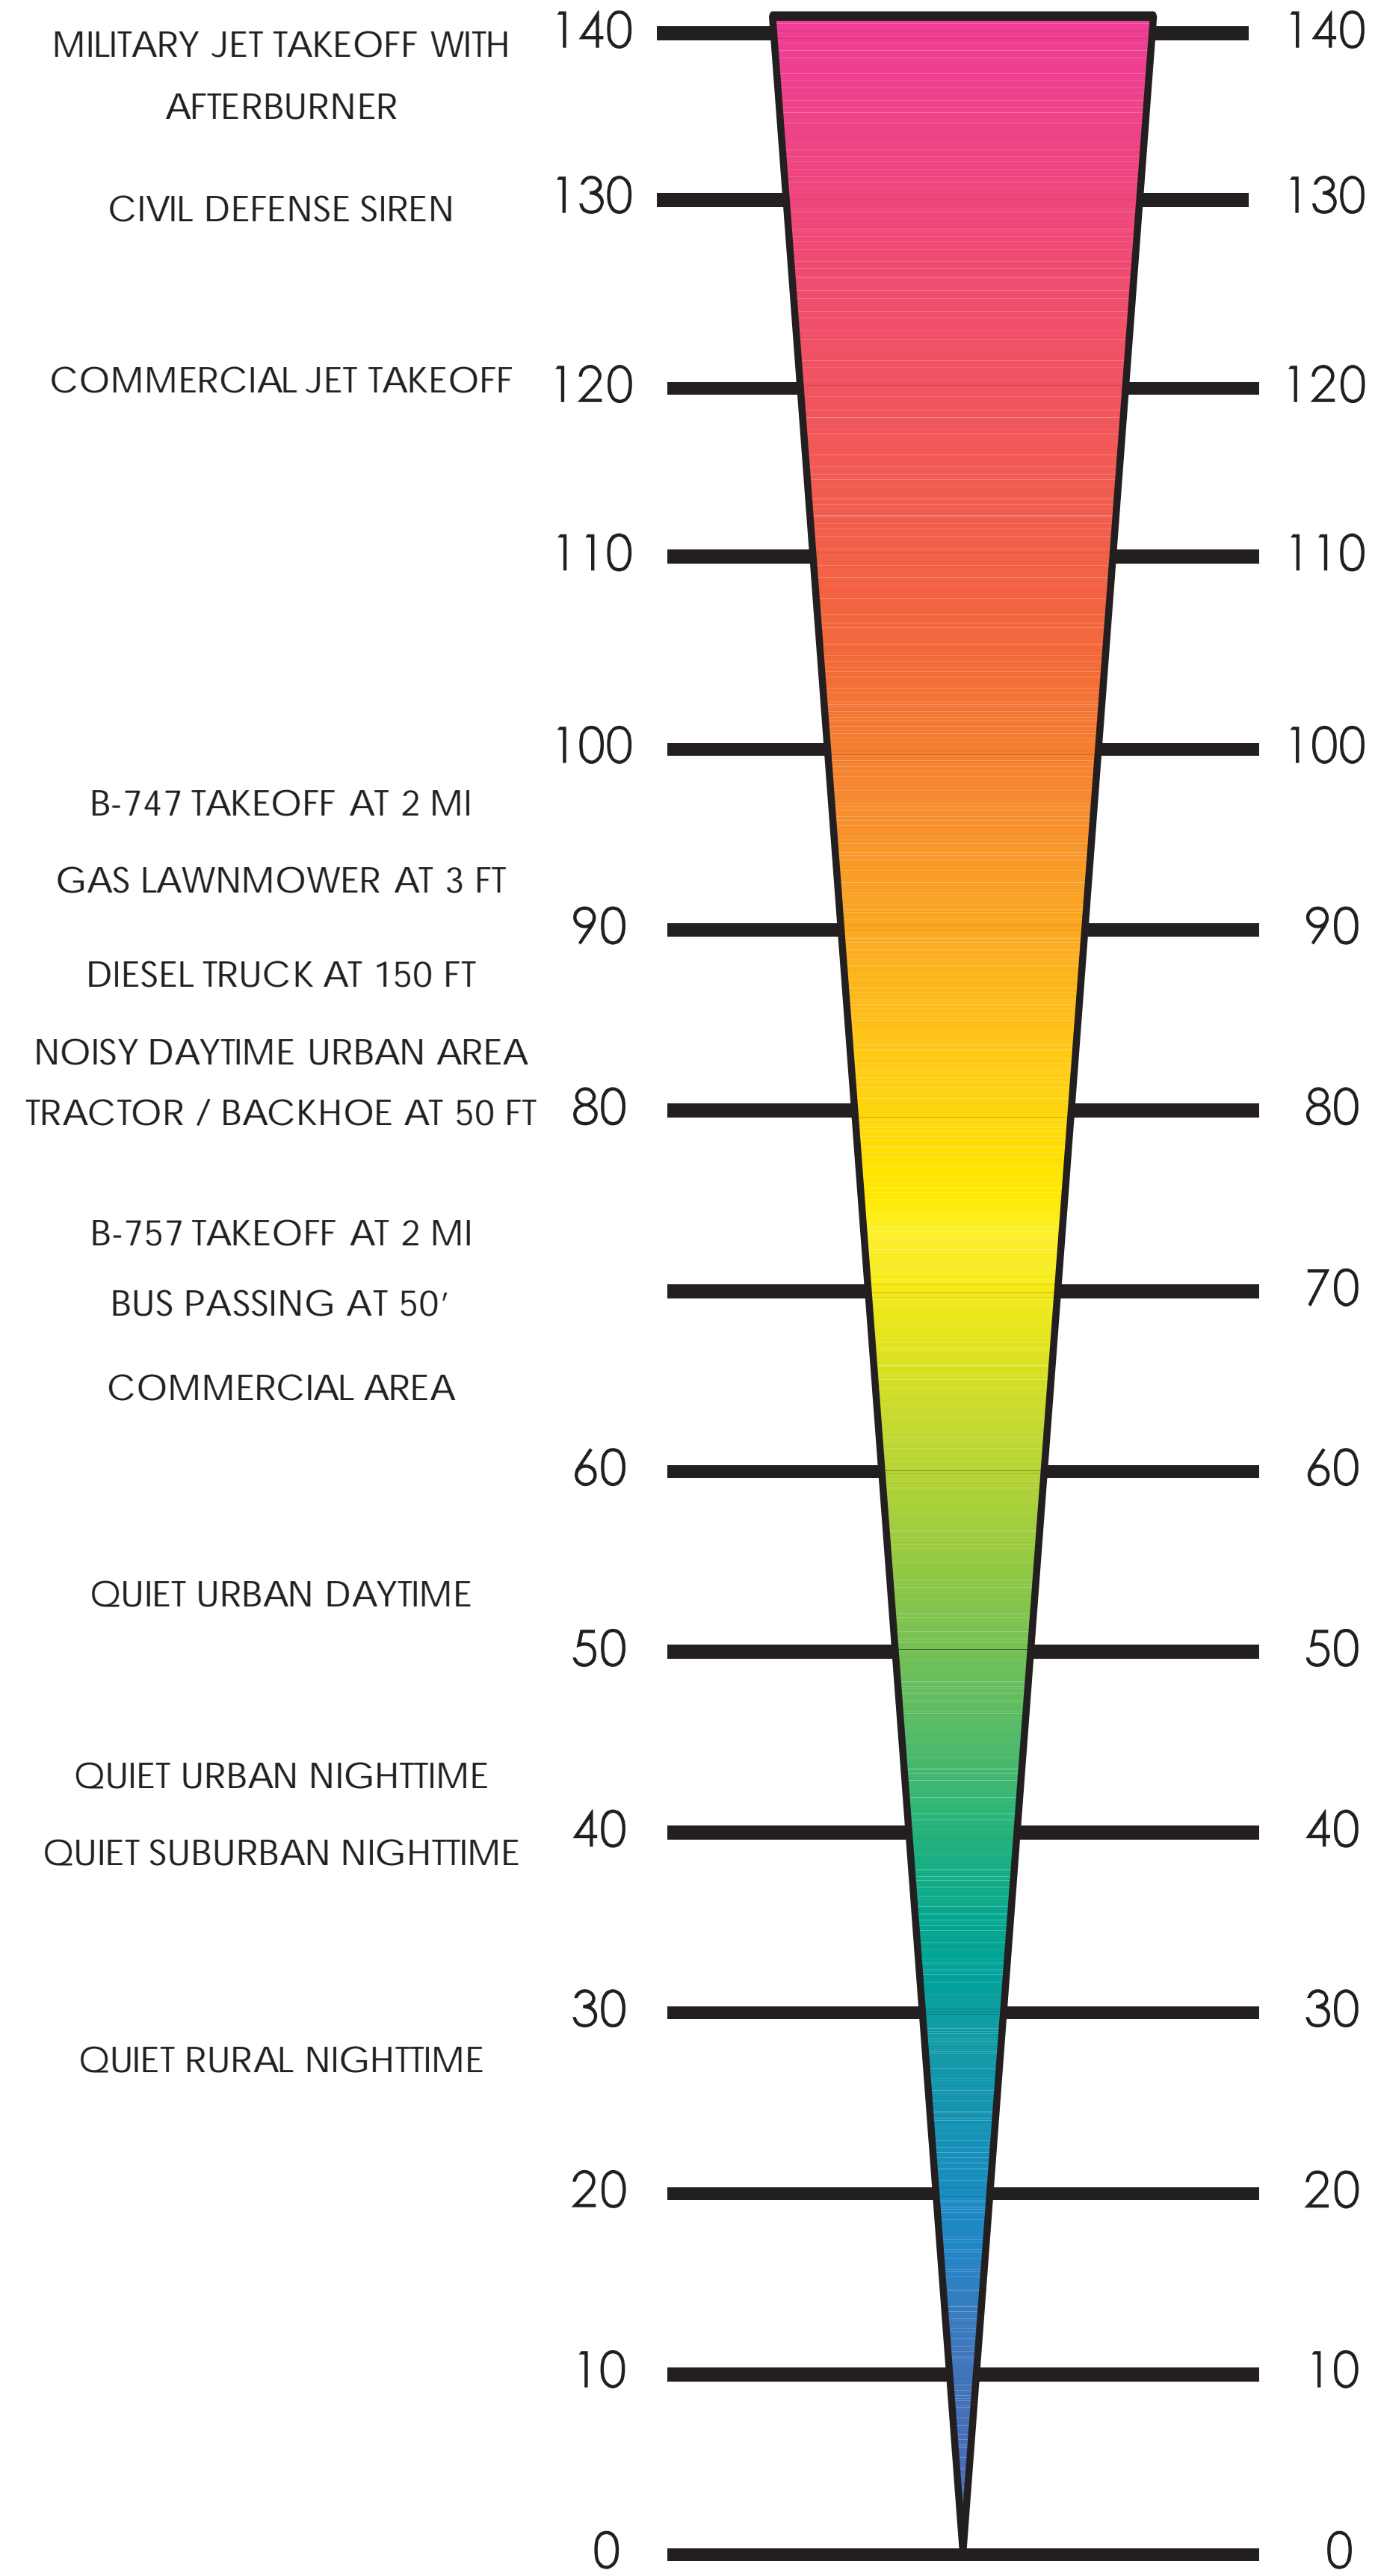 MILITARY JET TAKEOFF WITH 140 140
AFTERBURNER
CIVIL DEFENSE SIREN 130 130
COMMERCIAL JET TAKEOFF 120 120
110 110
100 100
B-747 TAKEOFF AT 2 MI
GAS LAWNMOWER AT 3 FT
90 90
DIESEL TRUCK AT 150 FT
NOISY DAYTIME URBAN AREA
TRACTOR / BACKHOE AT 50 FT 80 80
B-757 TAKEOFF AT 2 MI
BUS PASSING AT 50' 70
COMMERCIAL AREA
60 60
QUIET URBAN DAYTIME
50 50
QUIET URBAN NIGHTTIME
40 40
QUIET SUBURBAN NIGHTTIME
30 30
QUIET RURAL NIGHTTIME
20 20
10 10
0 0